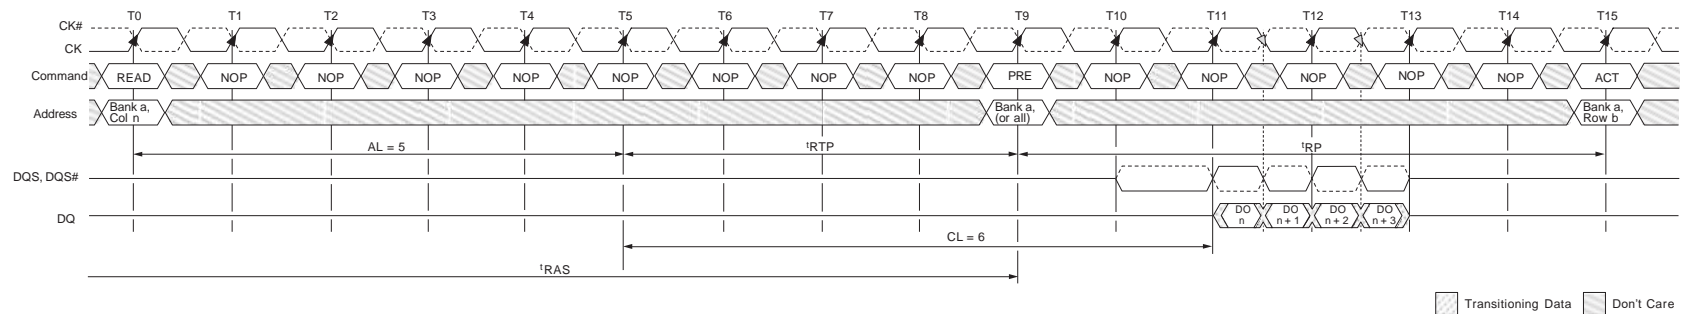 T0 T1 T2 T3 T4 T5 T6 T7 T8 T9 T10 T11 T12 T13 T14 T15
CK#
CK
Command READ NOP NOP NOP NOP NOP NOP NOP NOP PRE NOP NOP NOP NOP NOP ACT
Address Bank a, Col n Bank a, (or all) Bank a, Row b
AL = 5 tRTP tRP
DQS, DQS#
DQ DO n DO n + 1 DO n + 2 DO n + 3
CL = 6
tRAS
Transitioning Data Don't Care